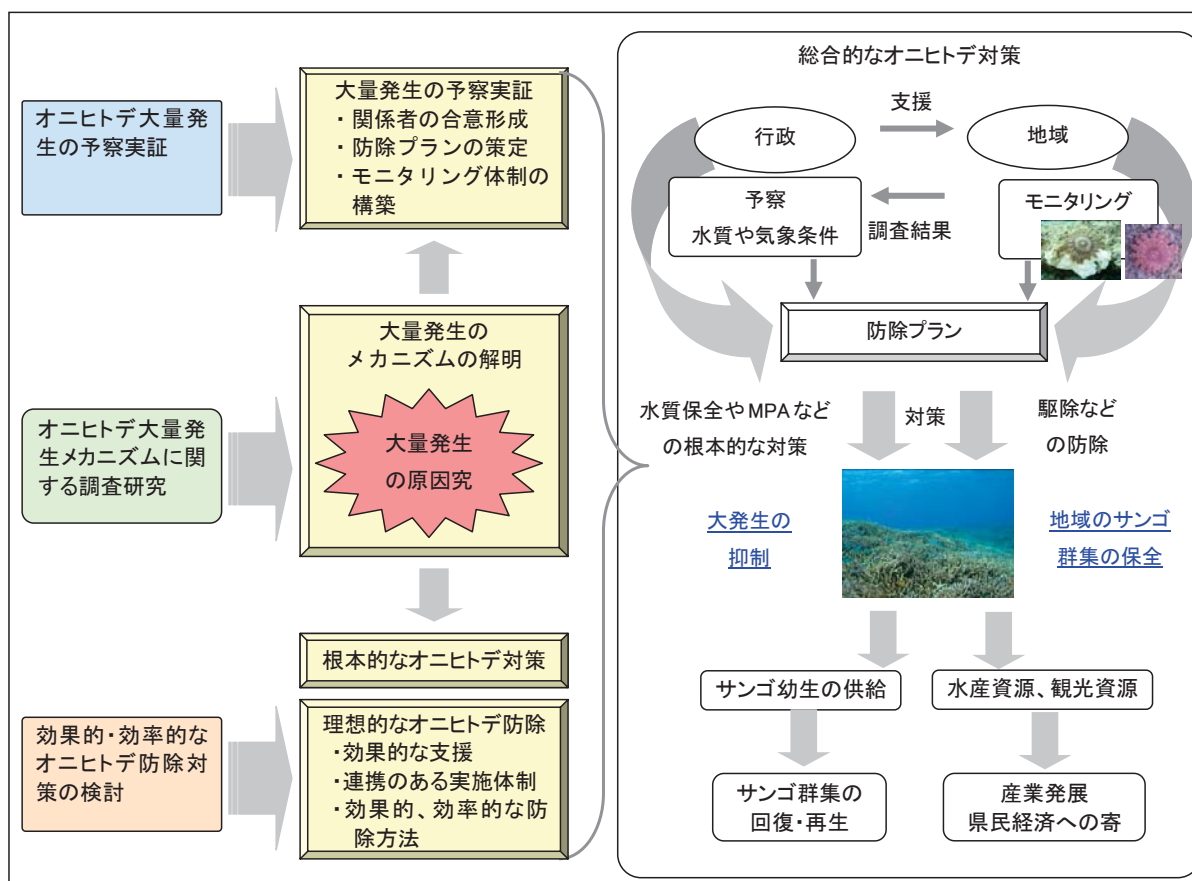 オニヒトデ大量発
生の予察実証
大量発生の予察実証
・関係者の合意形成
・防除プランの策定
・モニタリング体制の
構築
大量発生の
メカニズムの解明
大量発生
の原因究
オニヒトデ大量発
生メカニズムに関
する調査研究
根本的なオニヒトデ対策
効果的・効率的な
オニヒトデ防除対
策の検討
理想的なオニヒトデ防除
・効果的な支援
・連携のある実施体制
・効果的、効率的な防
除方法
総合的なオニヒトデ対策
支援
行政
地域
予察
水質や気象条件
調査結果
モニタリング
防除プラン
水質保全やMPAなど
の根本的な対策
対策
駆除など
の防除
大発生の
抑制
地域のサンゴ
群集の保全
サンゴ幼生の供給
水産資源、観光資源
サンゴ群集の
回復・再生
産業発展
県民経済への寄